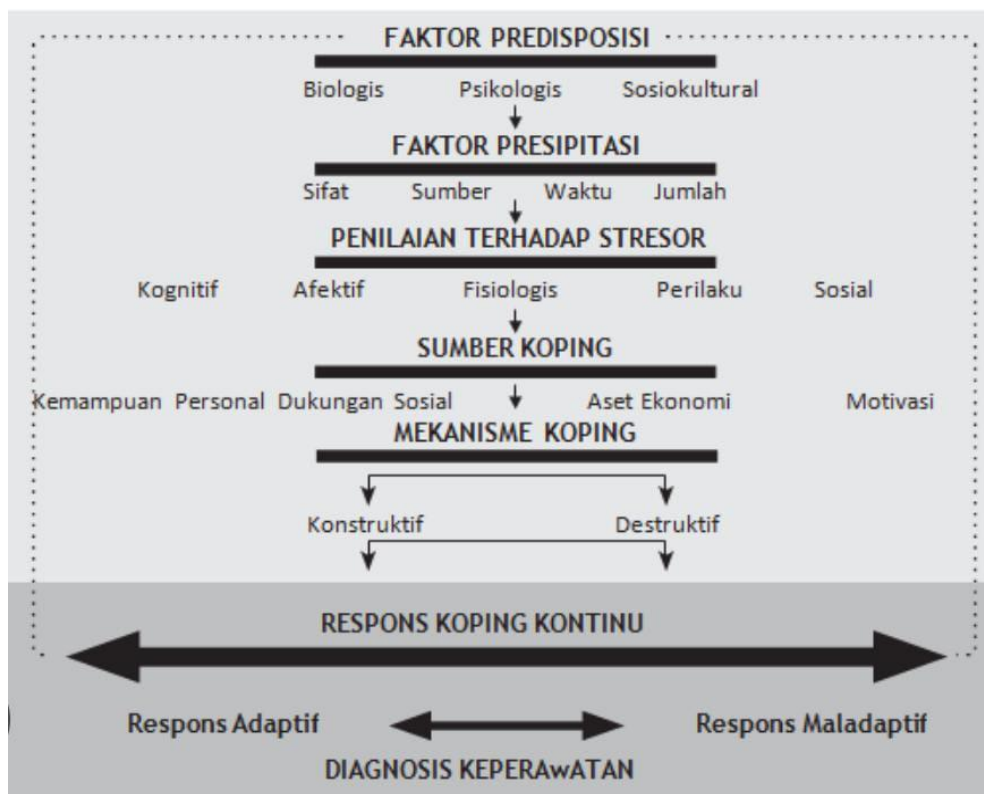 FAKTOR PREDISPOSISI
Biologis Psikologis Sosiokultural
FAKTOR PRESIPITASI
Sifat Sumber Waktu Jumlah
PENILAIAN TERHADAP STRESOR
Kognitif Afektif Fisiologis Perilaku Sosial
SUMBER KOPING
Kemampuan Personal Dukungan Sosial Aset Ekonomi Motivasi
MEKANISME KOPING
Konstruktif Destruktif
RESPONS KOPING KONTINU
Respons Adaptif Respons Maladaptif
DIAGNOSIS KEPERAwATAN